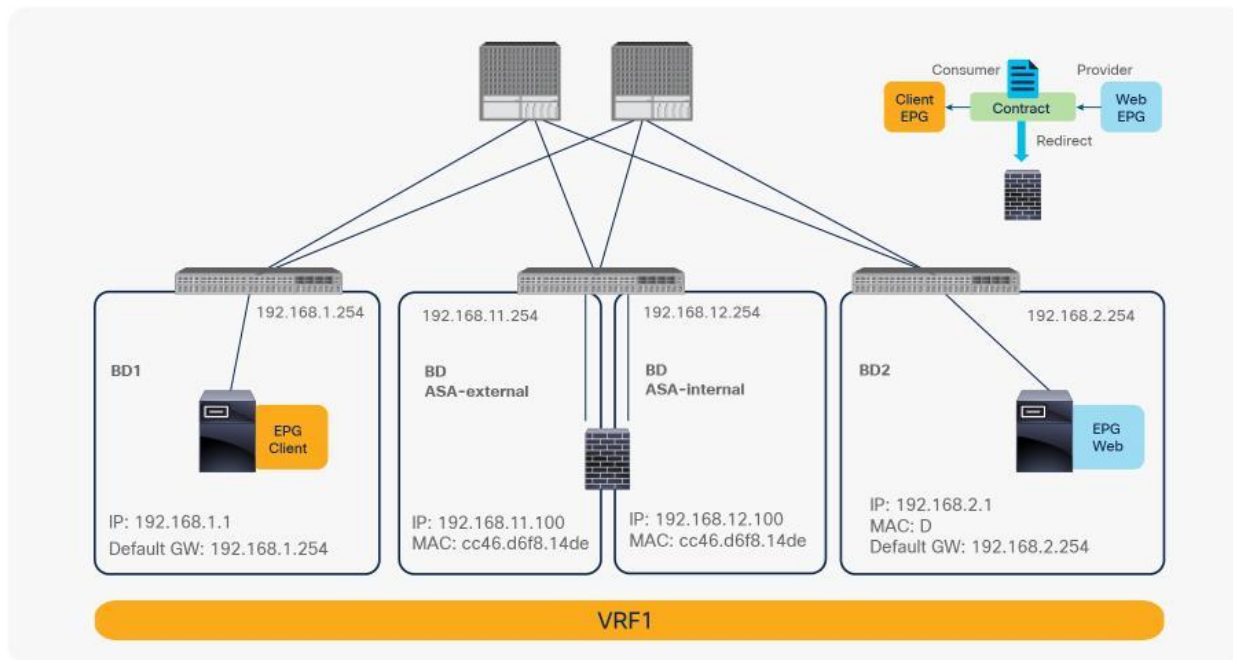 Consumer
Provider
Client
EPG
Contract
Web
EPG
Redirect
192.168.1.254
BD1
EPG
Client
IP: 192.168.1.1
Default GW: 192.168.1.254
192.168.11.254
BD
ASA-external
IP: 192.168.11.100
MAC: cc46.d6f8.14de
192.168.12.254
BD
ASA-internal
IP: 192.168.12.100
MAC: cc46.d6f8.14de
192.168.2.254
BD2
EPG
Web
IP: 192.168.2.1
MAC: D
Default GW: 192.168.2.254
VRF1